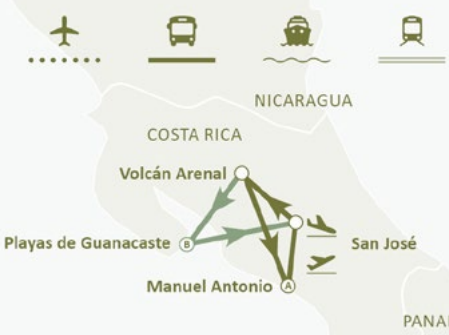 NICARAGUA
COSTA RICA
Volcán Arenal
Playas de Guanacaste B
San José
Manuel Antonio A
PANA